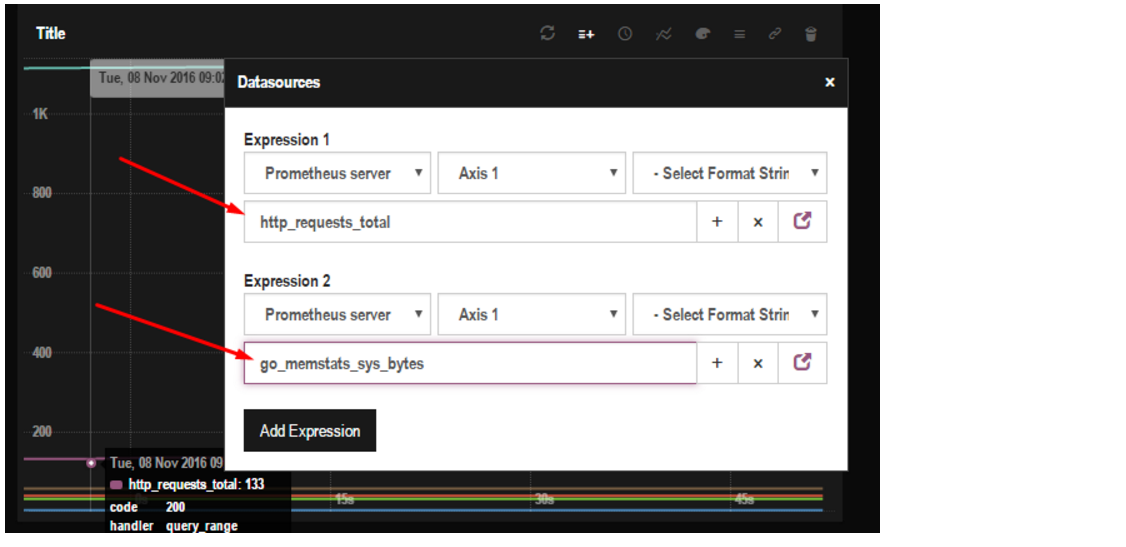 Title
Tue, 08 Nov 2016 09:02
Datasources
x
1K
Expression 1
Prometheus server ▼ Axis 1 ▼ - Select Format Strin ▼
800
http_requests_total + x
600
Expression 2
Prometheus server ▼ Axis 1 ▼ - Select Format Strin ▼
400
go_memstats_sys_bytes + x
200
Add Expression
Tue, 08 Nov 2016 09
http_requests_total: 133
15s 30s 45s
code 200
handler query_range